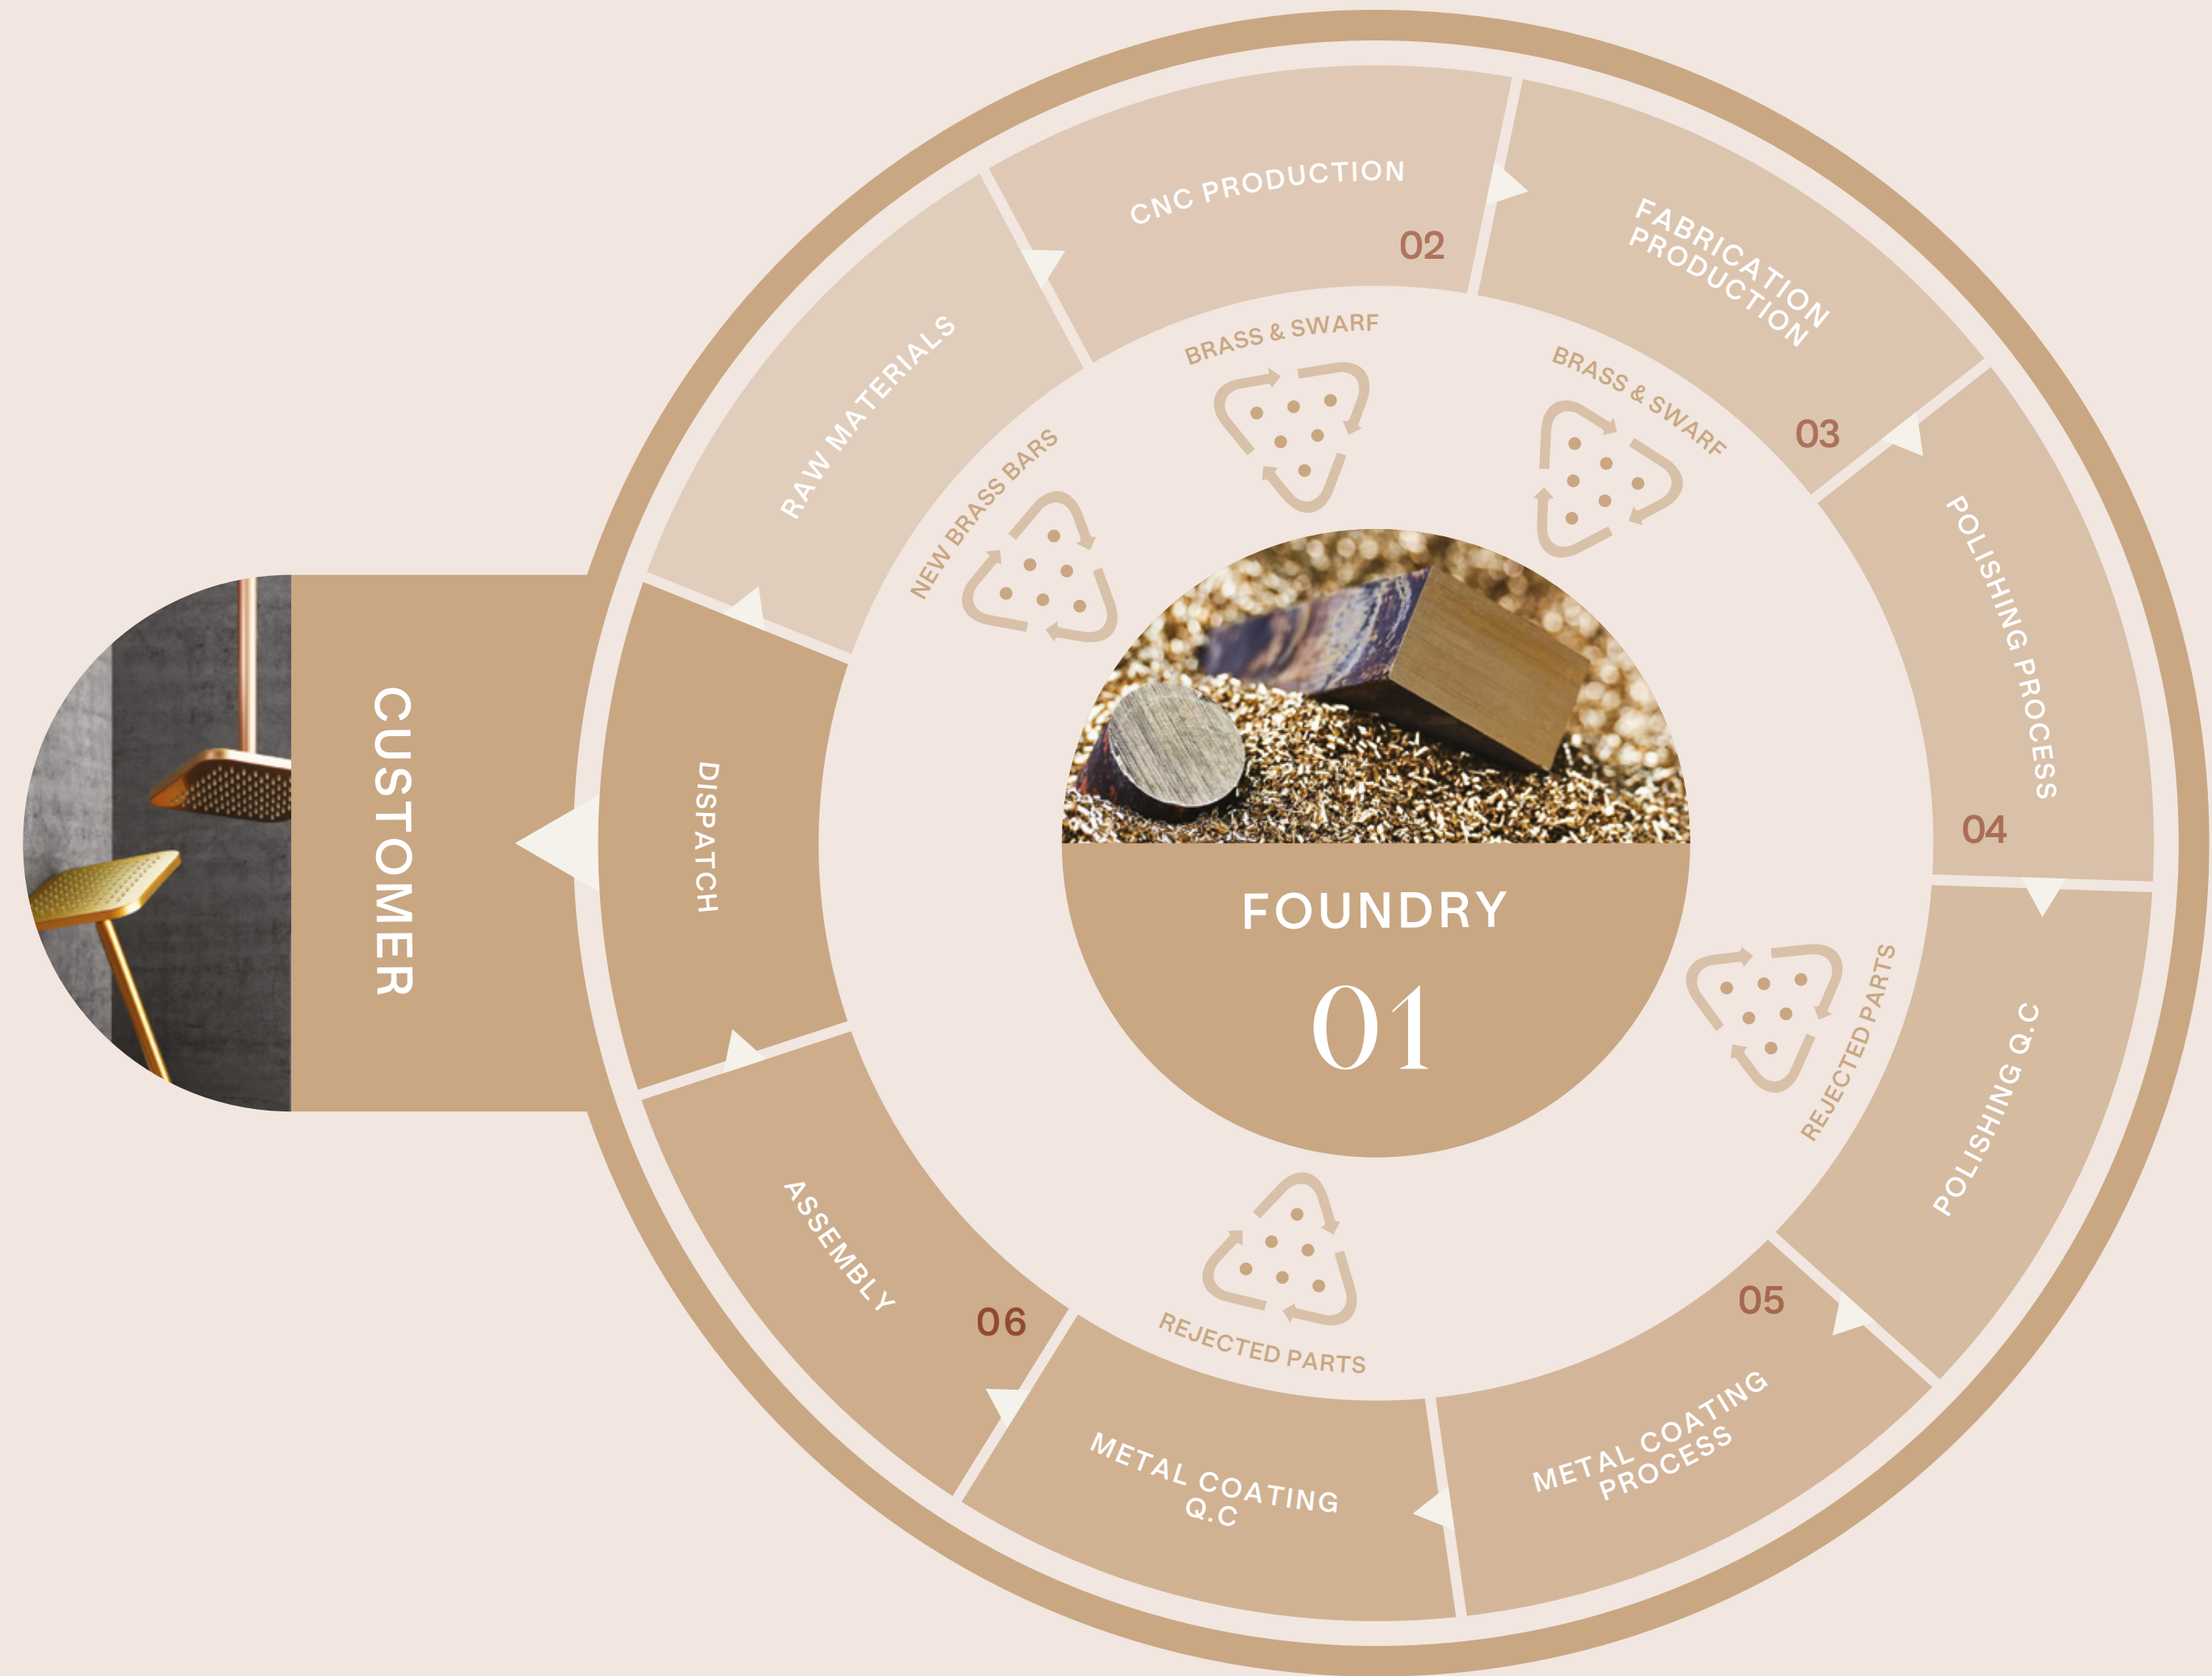 CUSTOMER
RAW MATERIALS
NEW BRASS BARS
CNC PRODUCTION
02
BRASS & SWARF
FABRICATION
PRODUCTION
03
BRASS & SWARF
POLISHING PROCESS
04
POLISHING Q.C
REJECTED PARTS
METAL COATING
PROCESS
05
METAL COATING
Q.C
REJECTED PARTS
ASSEMBLY
06
DISPATCH
FOUNDRY
01